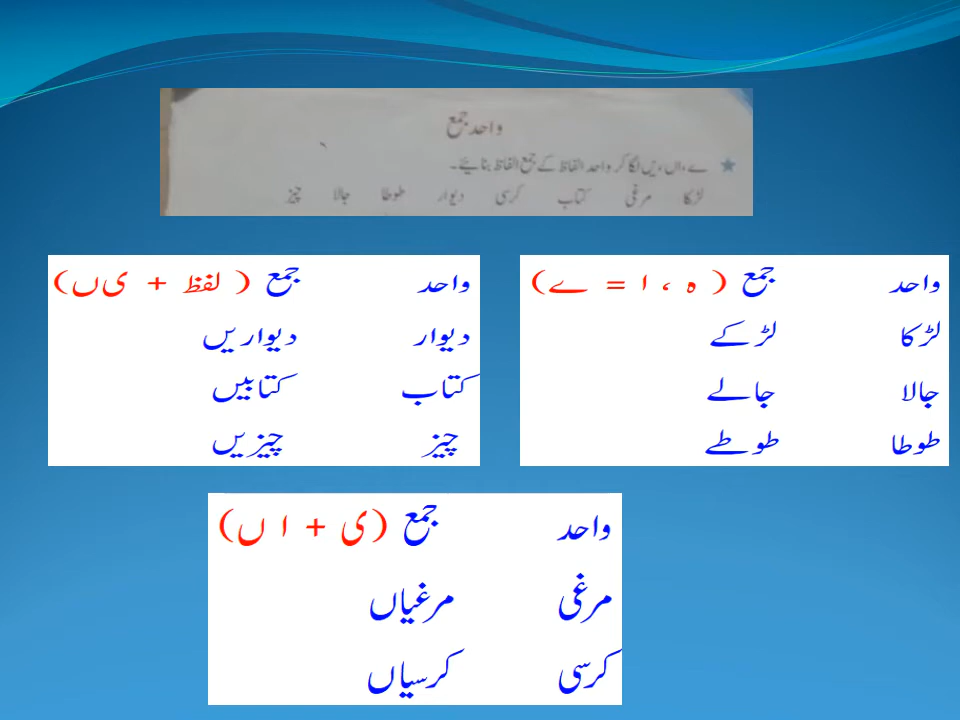 واحد جمع
★ ے، اں، یں لگا کر واحد الفاظ کے جمع الفاظ بنائیے۔
لڑکا مرغی کتاب کرسی دیوار طوطا جالا چیز
واحد جمع ( ہ ، ا = ے )
لڑکا لڑکے
جالا جالے
طوطا طوطے
واحد جمع ( لفظ + ی ں )
دیوار دیواریں
کتاب کتابیں
چیز چیزیں
واحد جمع (ی + ا ں )
مرغی مرغیاں
کرسی کرسیاں